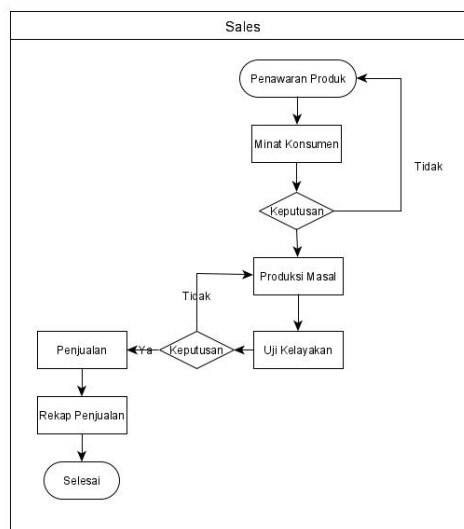 Sales
Penawaran Produk
Minat Konsumen
Tidak
Keputusan
Produksi Masal
Tidak
Penjualan
Ya
Keputusan
Uji Kelayakan
Rekap Penjualan
Selesai